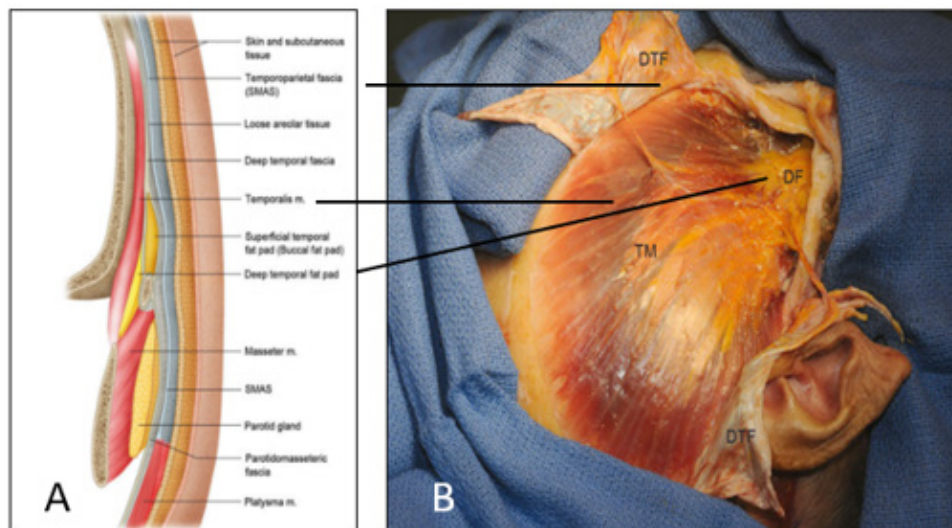 Skin and subcutaneous
tissue
Temporoparietal fascia
(SMAS)
Loose areolar tissue
Deep temporal fascia
Temporalis m.
Superficial temporal
fat pad (Buccal fat pad)
Deep temporal fat pad
Masseter m.
SMAS
Parotid gland
Parotidomasseteric
fascia
Platysma m.
A
DTF
DF
TM
DTF
B